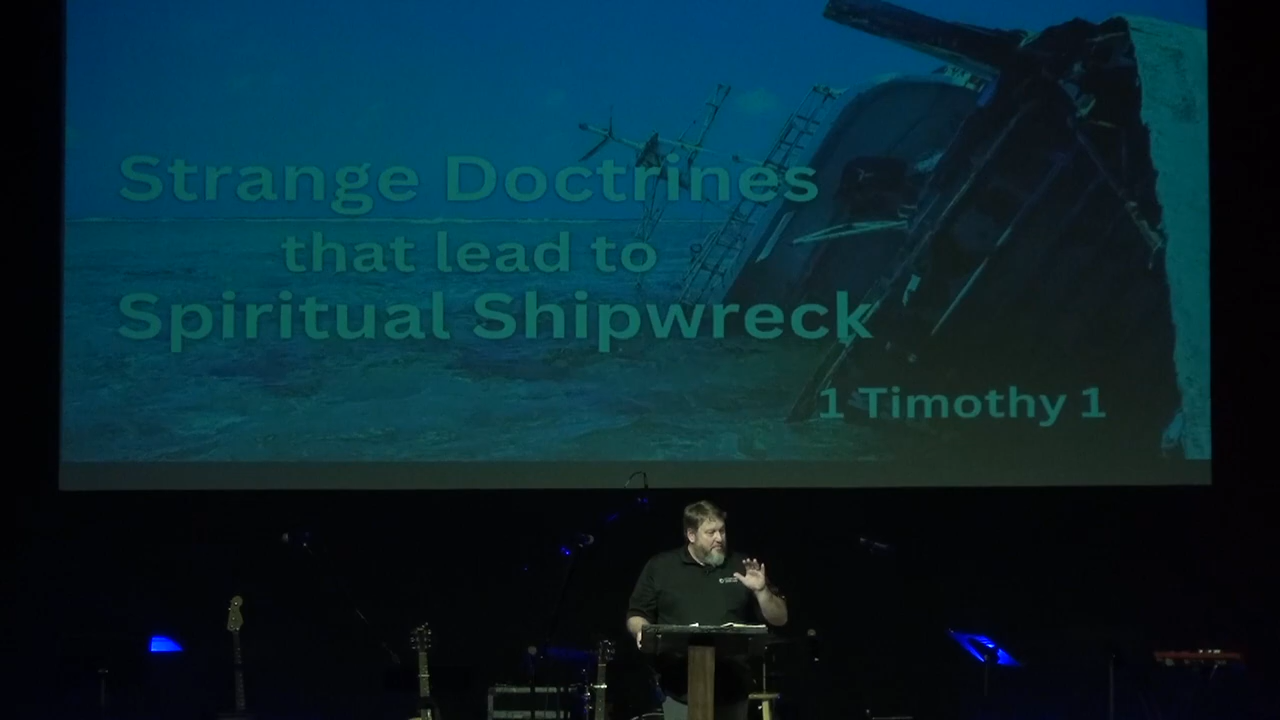 Strange Doctrines
that lead to
Spiritual Shipwreck
1 Timothy 1